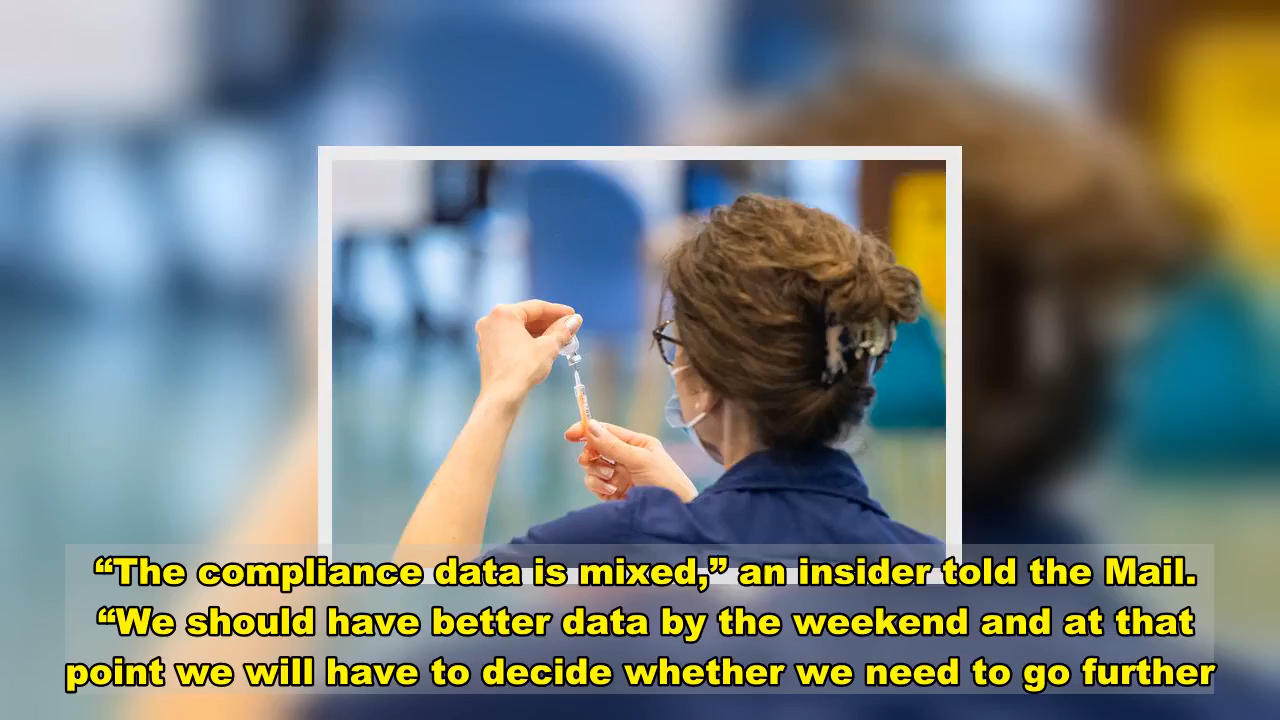 “The compliance data is mixed,” an insider told the Mail.
“We should have better data by the weekend and at that
point we will have to decide whether we need to go further